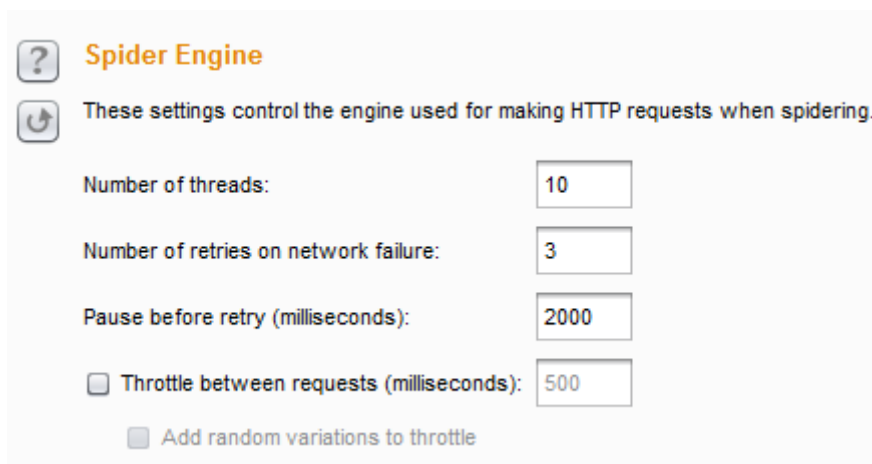 Spider Engine
These settings control the engine used for making HTTP requests when spidering.
Number of threads: 10
Number of retries on network failure: 3
Pause before retry (milliseconds): 2000
Throttle between requests (milliseconds): 500
Add random variations to throttle